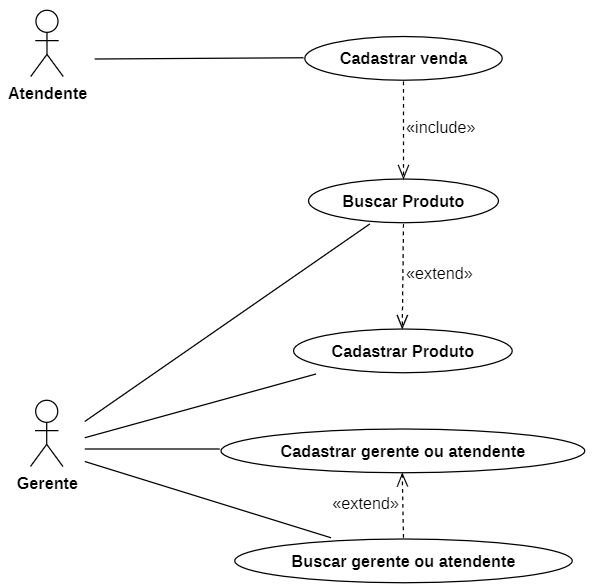 Cadastrar venda
Atendente
«include»
Buscar Produto
«extend»
Cadastrar Produto
Cadastrar gerente ou atendente
Gerente
«extend»
Buscar gerente ou atendente